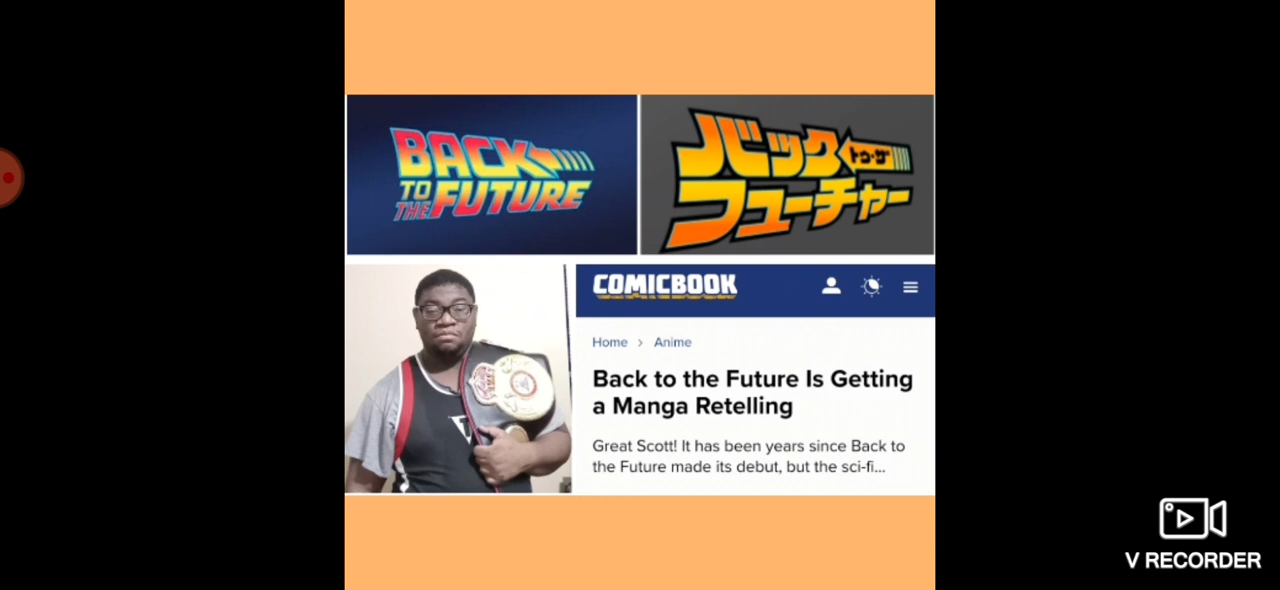 BACK
TO
THE FUTURE
バック トゥ・ザ
フューチャー
COMICBOOK
Home > Anime
Back to the Future Is Getting
a Manga Retelling
Great Scott! It has been years since Back to
the Future made its debut, but the sci-fi...
V RECORDER